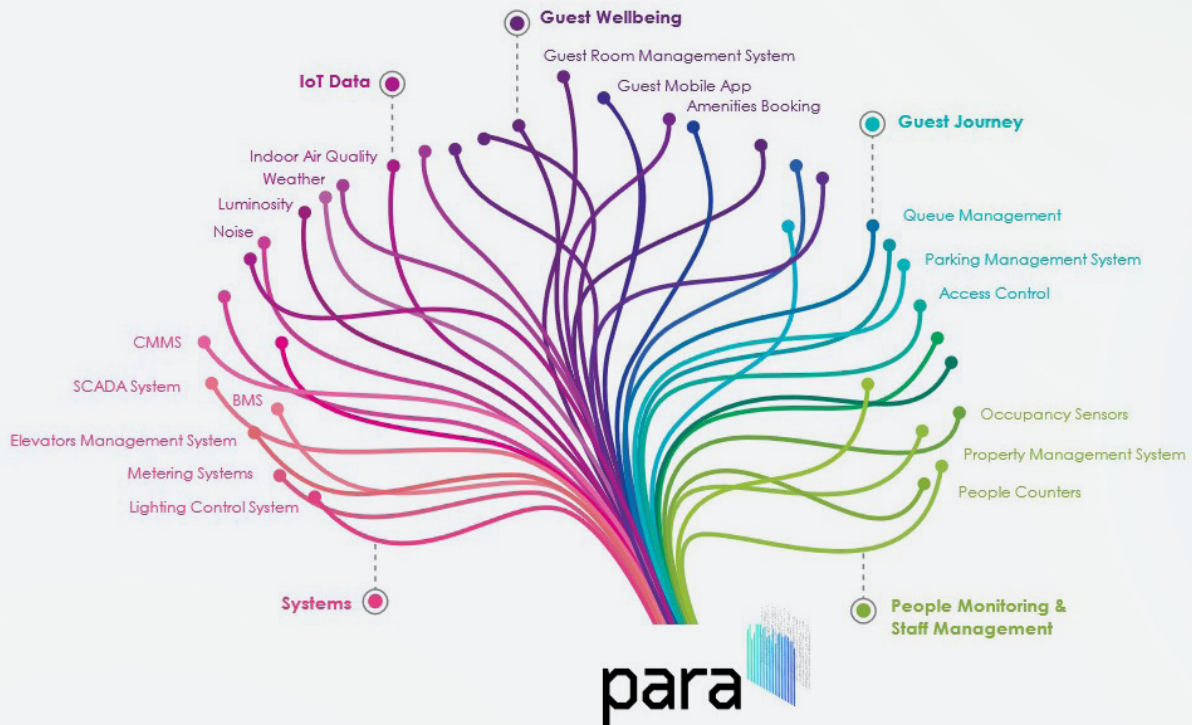 Guest Wellbeing
Guest Room Management System
IoT Data
Guest Mobile App
Amenities Booking
Guest Journey
Indoor Air Quality
Weather
Luminosity
Noise
Queue Management
Parking Management System
Access Control
CMMS
SCADA System
BMS
Elevators Management System
Metering Systems
Lighting Control System
Occupancy Sensors
Property Management System
People Counters
Systems
People Monitoring &
Staff Management
para